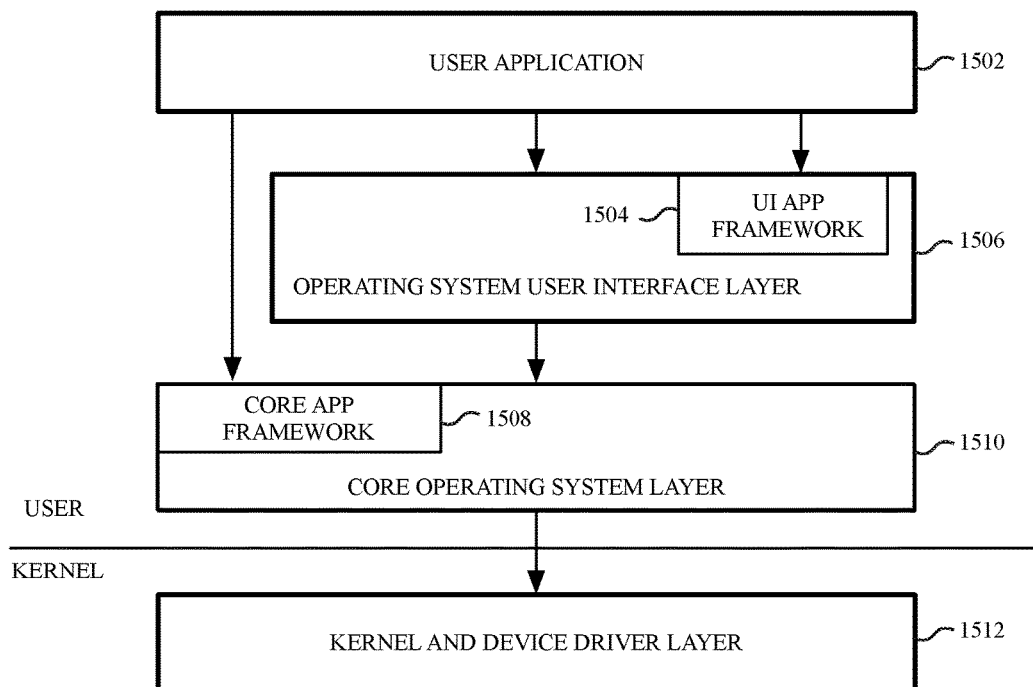 USER APPLICATION
1502
1504
UI APP
FRAMEWORK
1506
OPERATING SYSTEM USER INTERFACE LAYER
CORE APP
FRAMEWORK
1508
1510
CORE OPERATING SYSTEM LAYER
USER
KERNEL
KERNEL AND DEVICE DRIVER LAYER
1512